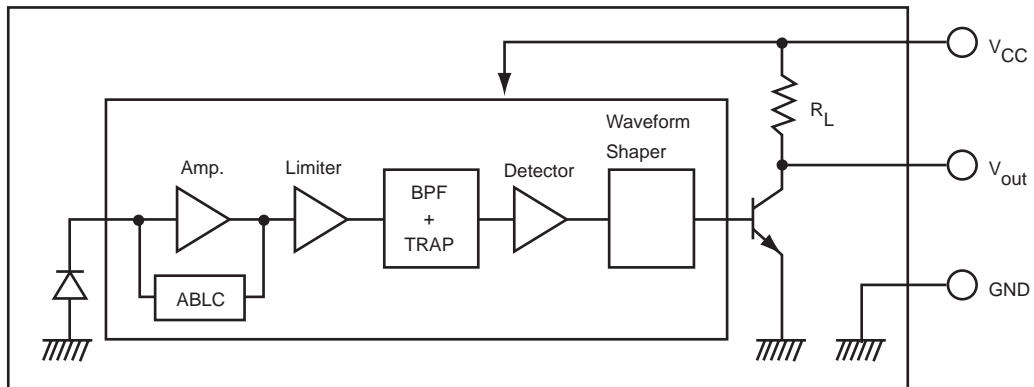 V_CC
R_L
Waveform
Shaper
Amp.
Limiter
Detector
BPF
+
TRAP
V_out
ABLC
GND